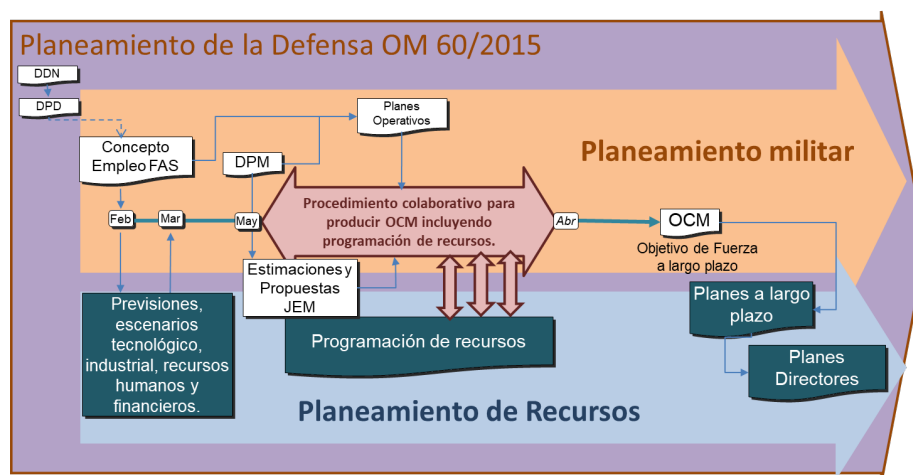 Planeamiento de la Defensa OM 60/2015
DDN
DPD
Planes
Operativos
Concepto
Empleo FAS
DPM
Planeamiento militar
Feb
Mar
May
Procedimiento colaborativo para
producir OCM incluyendo
programación de recursos.
Abr
OCM
Objetivo de Fuerza
a largo plazo
Estimaciones y
Propuestas
JEM
Previsiones,
escenarios
tecnológico,
industrial, recursos
humanos y
financieros.
Programación de recursos
Planes a largo
plazo
Planes
Directores
Planeamiento de Recursos